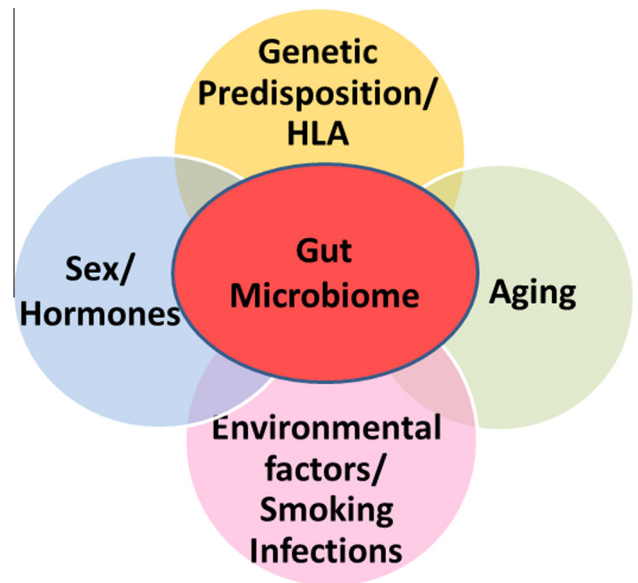 Genetic
Predisposition/
HLA
Gut
Microbiome
Sex/
Hormones
Aging
Environmental
factors/
Smoking
Infections